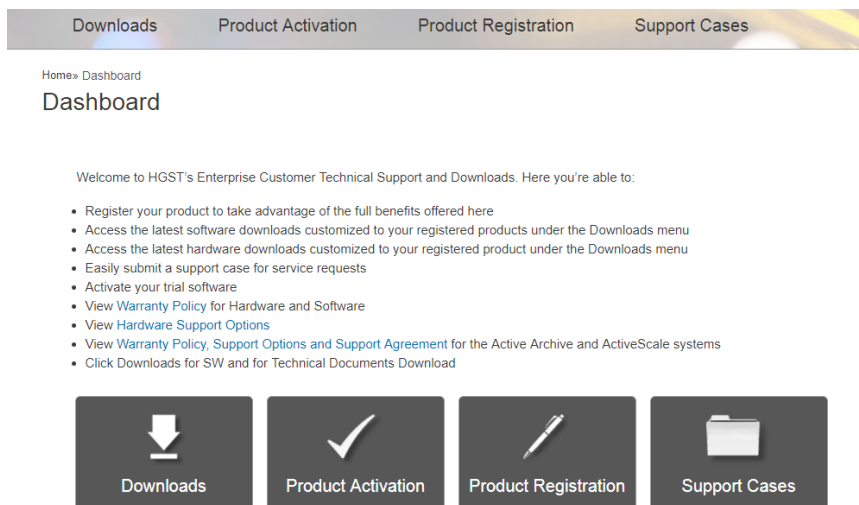 Downloads Product Activation Product Registration Support Cases
Home» Dashboard
Dashboard
Welcome to HGST's Enterprise Customer Technical Support and Downloads. Here you're able to:
• Register your product to take advantage of the full benefits offered here
• Access the latest software downloads customized to your registered products under the Downloads menu
• Access the latest hardware downloads customized to your registered product under the Downloads menu
• Easily submit a support case for service requests
• Activate your trial software
• View Warranty Policy for Hardware and Software
• View Hardware Support Options
• View Warranty Policy, Support Options and Support Agreement for the Active Archive and ActiveScale systems
• Click Downloads for SW and for Technical Documents Download
Downloads Product Activation Product Registration Support Cases